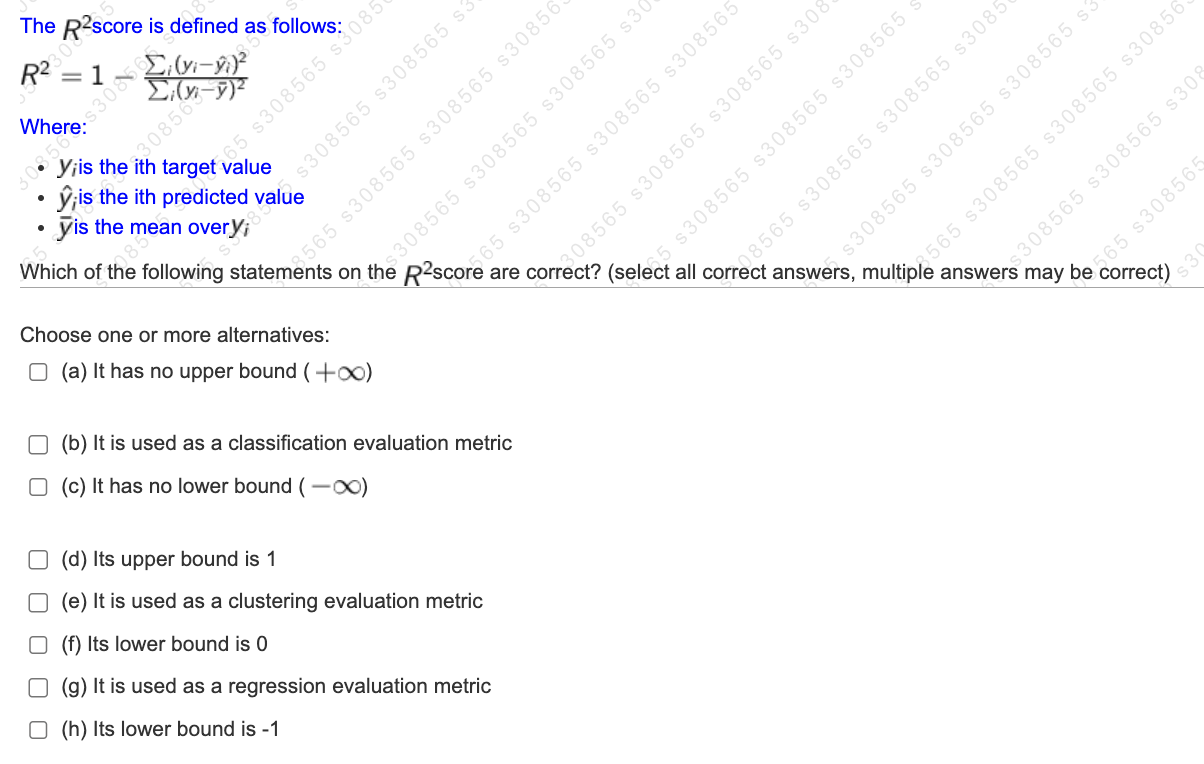 The R²score is defined as follows:
R² = 1 − ∑ᵢ(yᵢ−ŷᵢ)² / ∑ᵢ(yᵢ−ȳ)²
Where:
• yᵢis the ith target value
• ŷᵢis the ith predicted value
• ȳis the mean overyᵢ
Which of the following statements on the R²score are correct? (select all correct answers, multiple answers may be correct)
Choose one or more alternatives:
(a) It has no upper bound (+∞)
(b) It is used as a classification evaluation metric
(c) It has no lower bound (−∞)
(d) Its upper bound is 1
(e) It is used as a clustering evaluation metric
(f) Its lower bound is 0
(g) It is used as a regression evaluation metric
(h) Its lower bound is -1
s308565